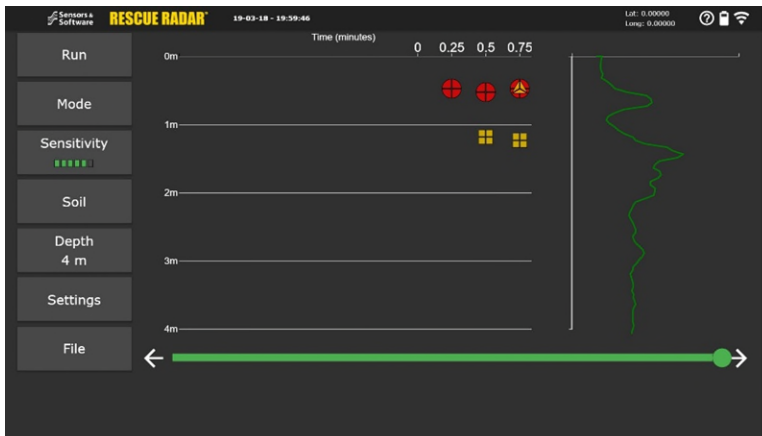 Sensors & Software RESCUE RADAR 19-03-18 - 19:59:46 Lat: 0.00000
Long: 0.00000
Run
Mode
Sensitivity
Soil
Depth
4 m
Settings
File
Time (minutes)
0 0.25 0.5 0.75
0m
1m
2m
3m
4m